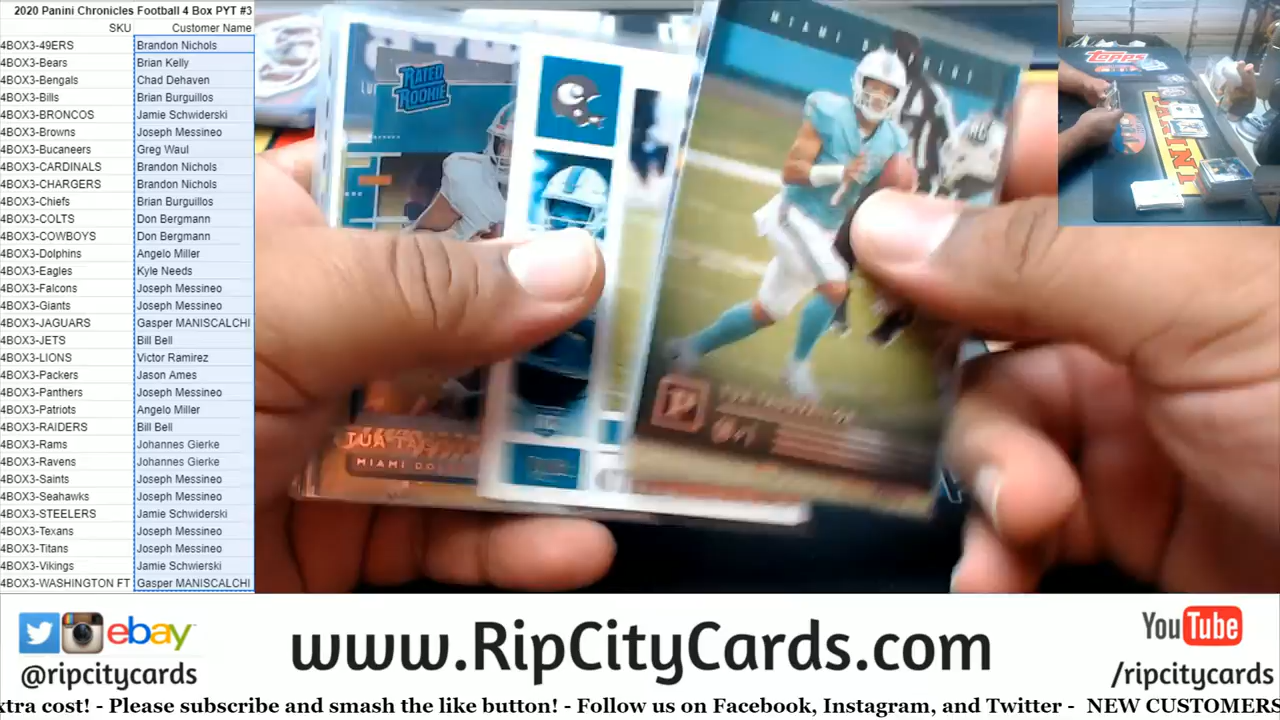 2020 Panini Chronicles Football 4 Box PYT #3
SKU Customer Name
4BOX3-49ERS Brandon Nichols
4BOX3-Bears Brian Kelly
4BOX3-Bengals Chad Dehaven
4BOX3-Bills Brian Burguillos
4BOX3-BRONCOS Jamie Schwiderski
4BOX3-Browns Joseph Messineo
4BOX3-Bucaneers Greg Waul
4BOX3-CARDINALS Brandon Nichols
4BOX3-CHARGERS Brandon Nichols
4BOX3-Chiefs Brian Burguillos
4BOX3-COLTS Don Bergmann
4BOX3-COWBOYS Don Bergmann
4BOX3-Dolphins Angelo Miller
4BOX3-Eagles Kyle Needs
4BOX3-Falcons Joseph Messineo
4BOX3-Giants Joseph Messineo
4BOX3-JAGUARS Gasper MANISCALCHI
4BOX3-JETS Bill Bell
4BOX3-LIONS Victor Ramirez
4BOX3-Packers Jason Ames
4BOX3-Panthers Joseph Messineo
4BOX3-Patriots Angelo Miller
4BOX3-RAIDERS Bill Bell
4BOX3-Rams Johannes Gierke
4BOX3-Ravens Johannes Gierke
4BOX3-Saints Joseph Messineo
4BOX3-Seahawks Joseph Messineo
4BOX3-STEELERS Jamie Schwiderski
4BOX3-Texans Joseph Messineo
4BOX3-Titans Joseph Messineo
4BOX3-Vikings Jamie Schwierski
4BOX3-WASHINGTON FT Gasper MANISCALCHI
RATED
ROOKIE
TUA
MIAMI DO
MIAMI
P
Topps
PANINI
ebay
@ripcitycards
www.RipCityCards.com
YouTube
/ripcitycards
xtra cost! - Please subscribe and smash the like button! - Follow us on Facebook, Instagram, and Twitter - NEW CUSTOMERS